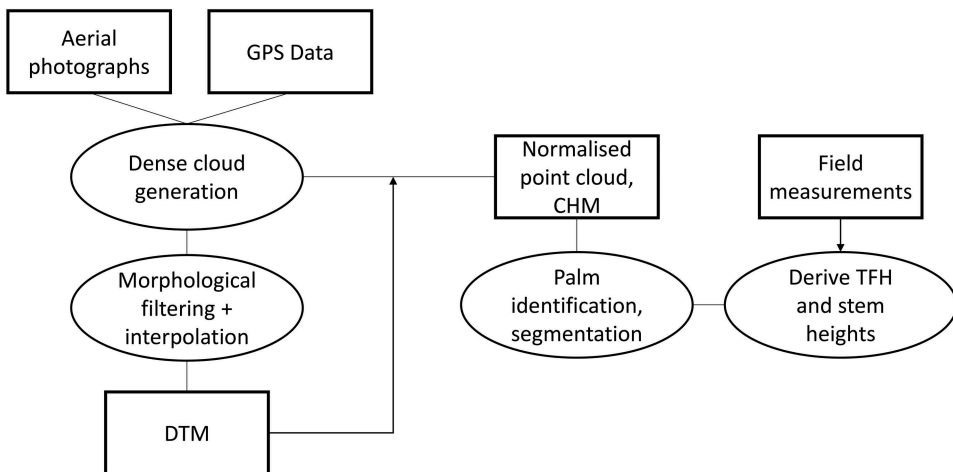 Aerial
photographs
GPS Data
Dense cloud
generation
Normalised
point cloud,
CHM
Field
measurements
Morphological
filtering +
interpolation
Palm
identification,
segmentation
Derive TFH
and stem
heights
DTM